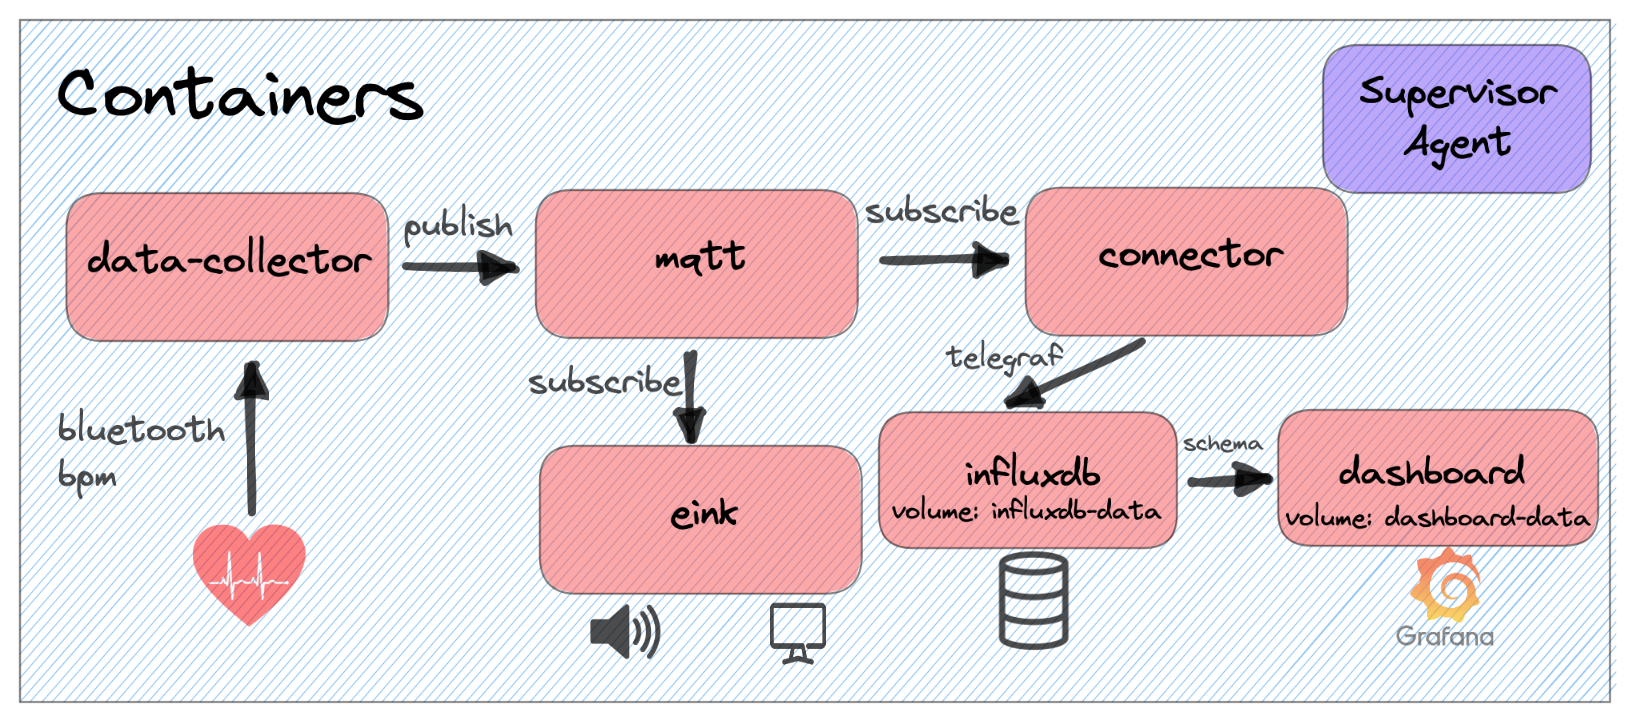 Containers
Supervisor
Agent
data-collector
publish
mqtt
subscribe
connector
bluetooth
bpm
subscribe
eink
telegraf
influxdb
volume: influxdb-data
schema
dashboard
volume: dashboard-data
Grafana